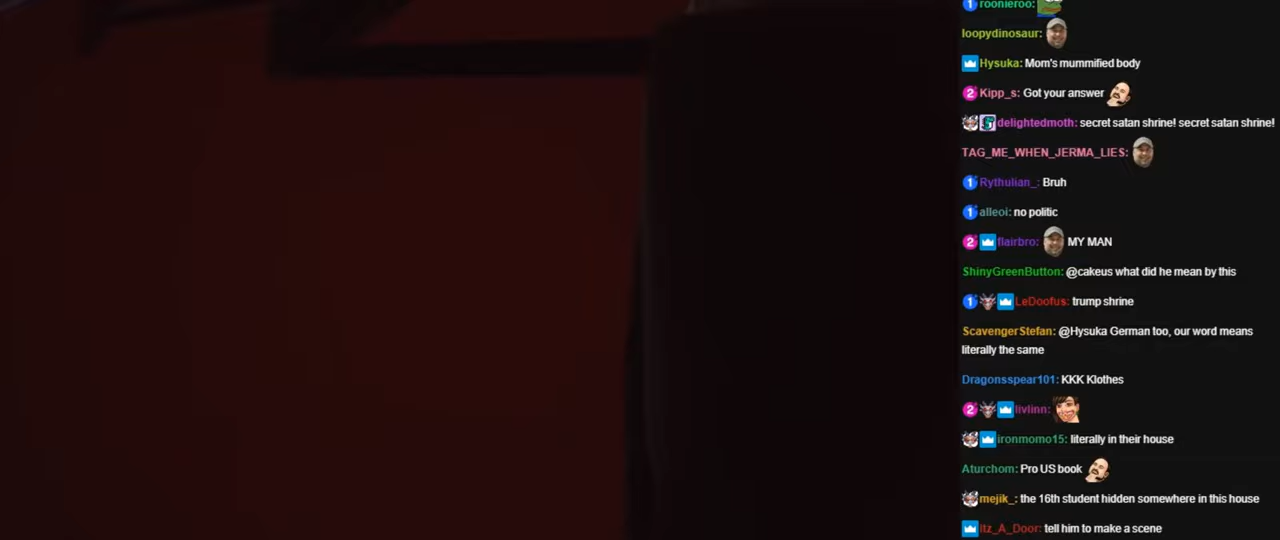 roonieroo:
loopydinosaur:
Hysuka: Mom's mummified body
Kipp_s: Got your answer
delightedmoth: secret satan shrine! secret satan shrine!
TAG_ME_WHEN_JERMA_LIES:
Rythulian_: Bruh
alleoi: no politic
flairbro: MY MAN
ShinyGreenButton: @cakeus what did he mean by this
LeDoofus: trump shrine
ScavengerStefan: @Hysuka German too, our word means
literally the same
Dragonsspear101: KKK Klothes
livlinn:
ironmomo15: literally in their house
Aturchom: Pro US book
mejik_: the 16th student hidden somewhere in this house
Itz_A_Door: tell him to make a scene